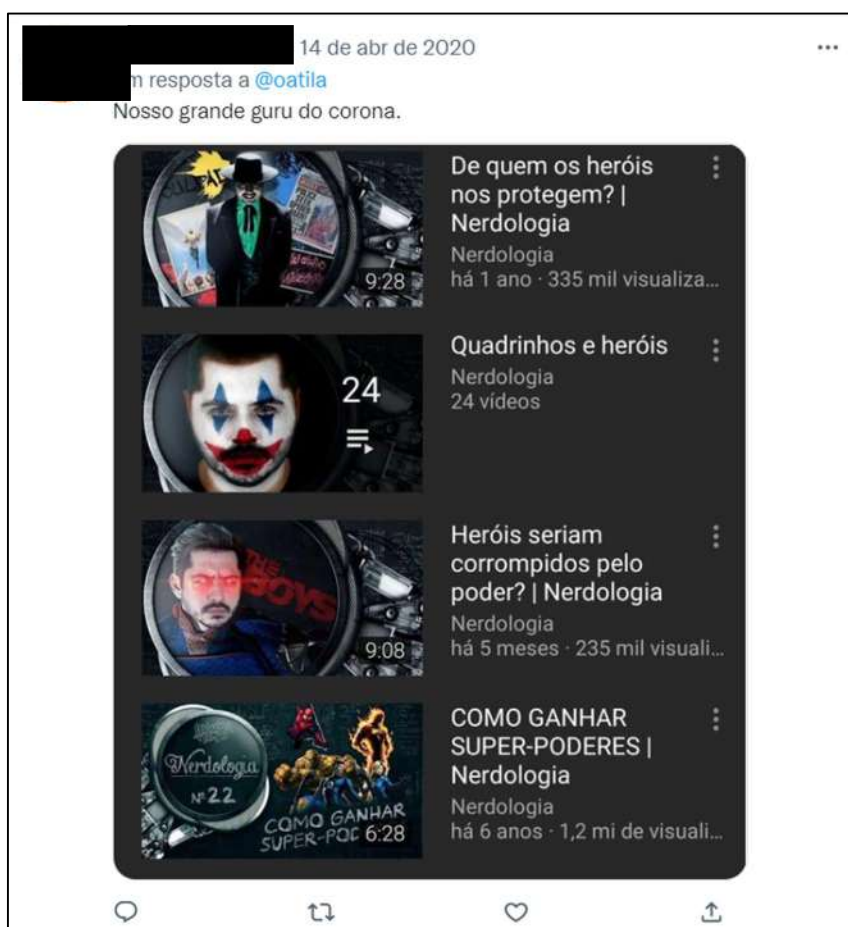 14 de abr de 2020
m resposta a @oatila
Nosso grande guru do corona.
De quem os heróis
nos protegem? |
Nerdologia
Nerdologia
há 1 ano · 335 mil visualiza...
9:28
Quadrinhos e heróis
Nerdologia
24 vídeos
24
Heróis seriam
corrompidos pelo
poder? | Nerdologia
Nerdologia
há 5 meses · 235 mil visuali...
THE
BOYS
9:08
COMO GANHAR
SUPER-PODERES |
Nerdologia
Nerdologia
há 6 anos · 1,2 mi de visuali...
Nerdologia
Nº 22
COMO GANHAR
SUPER-POD 6:28